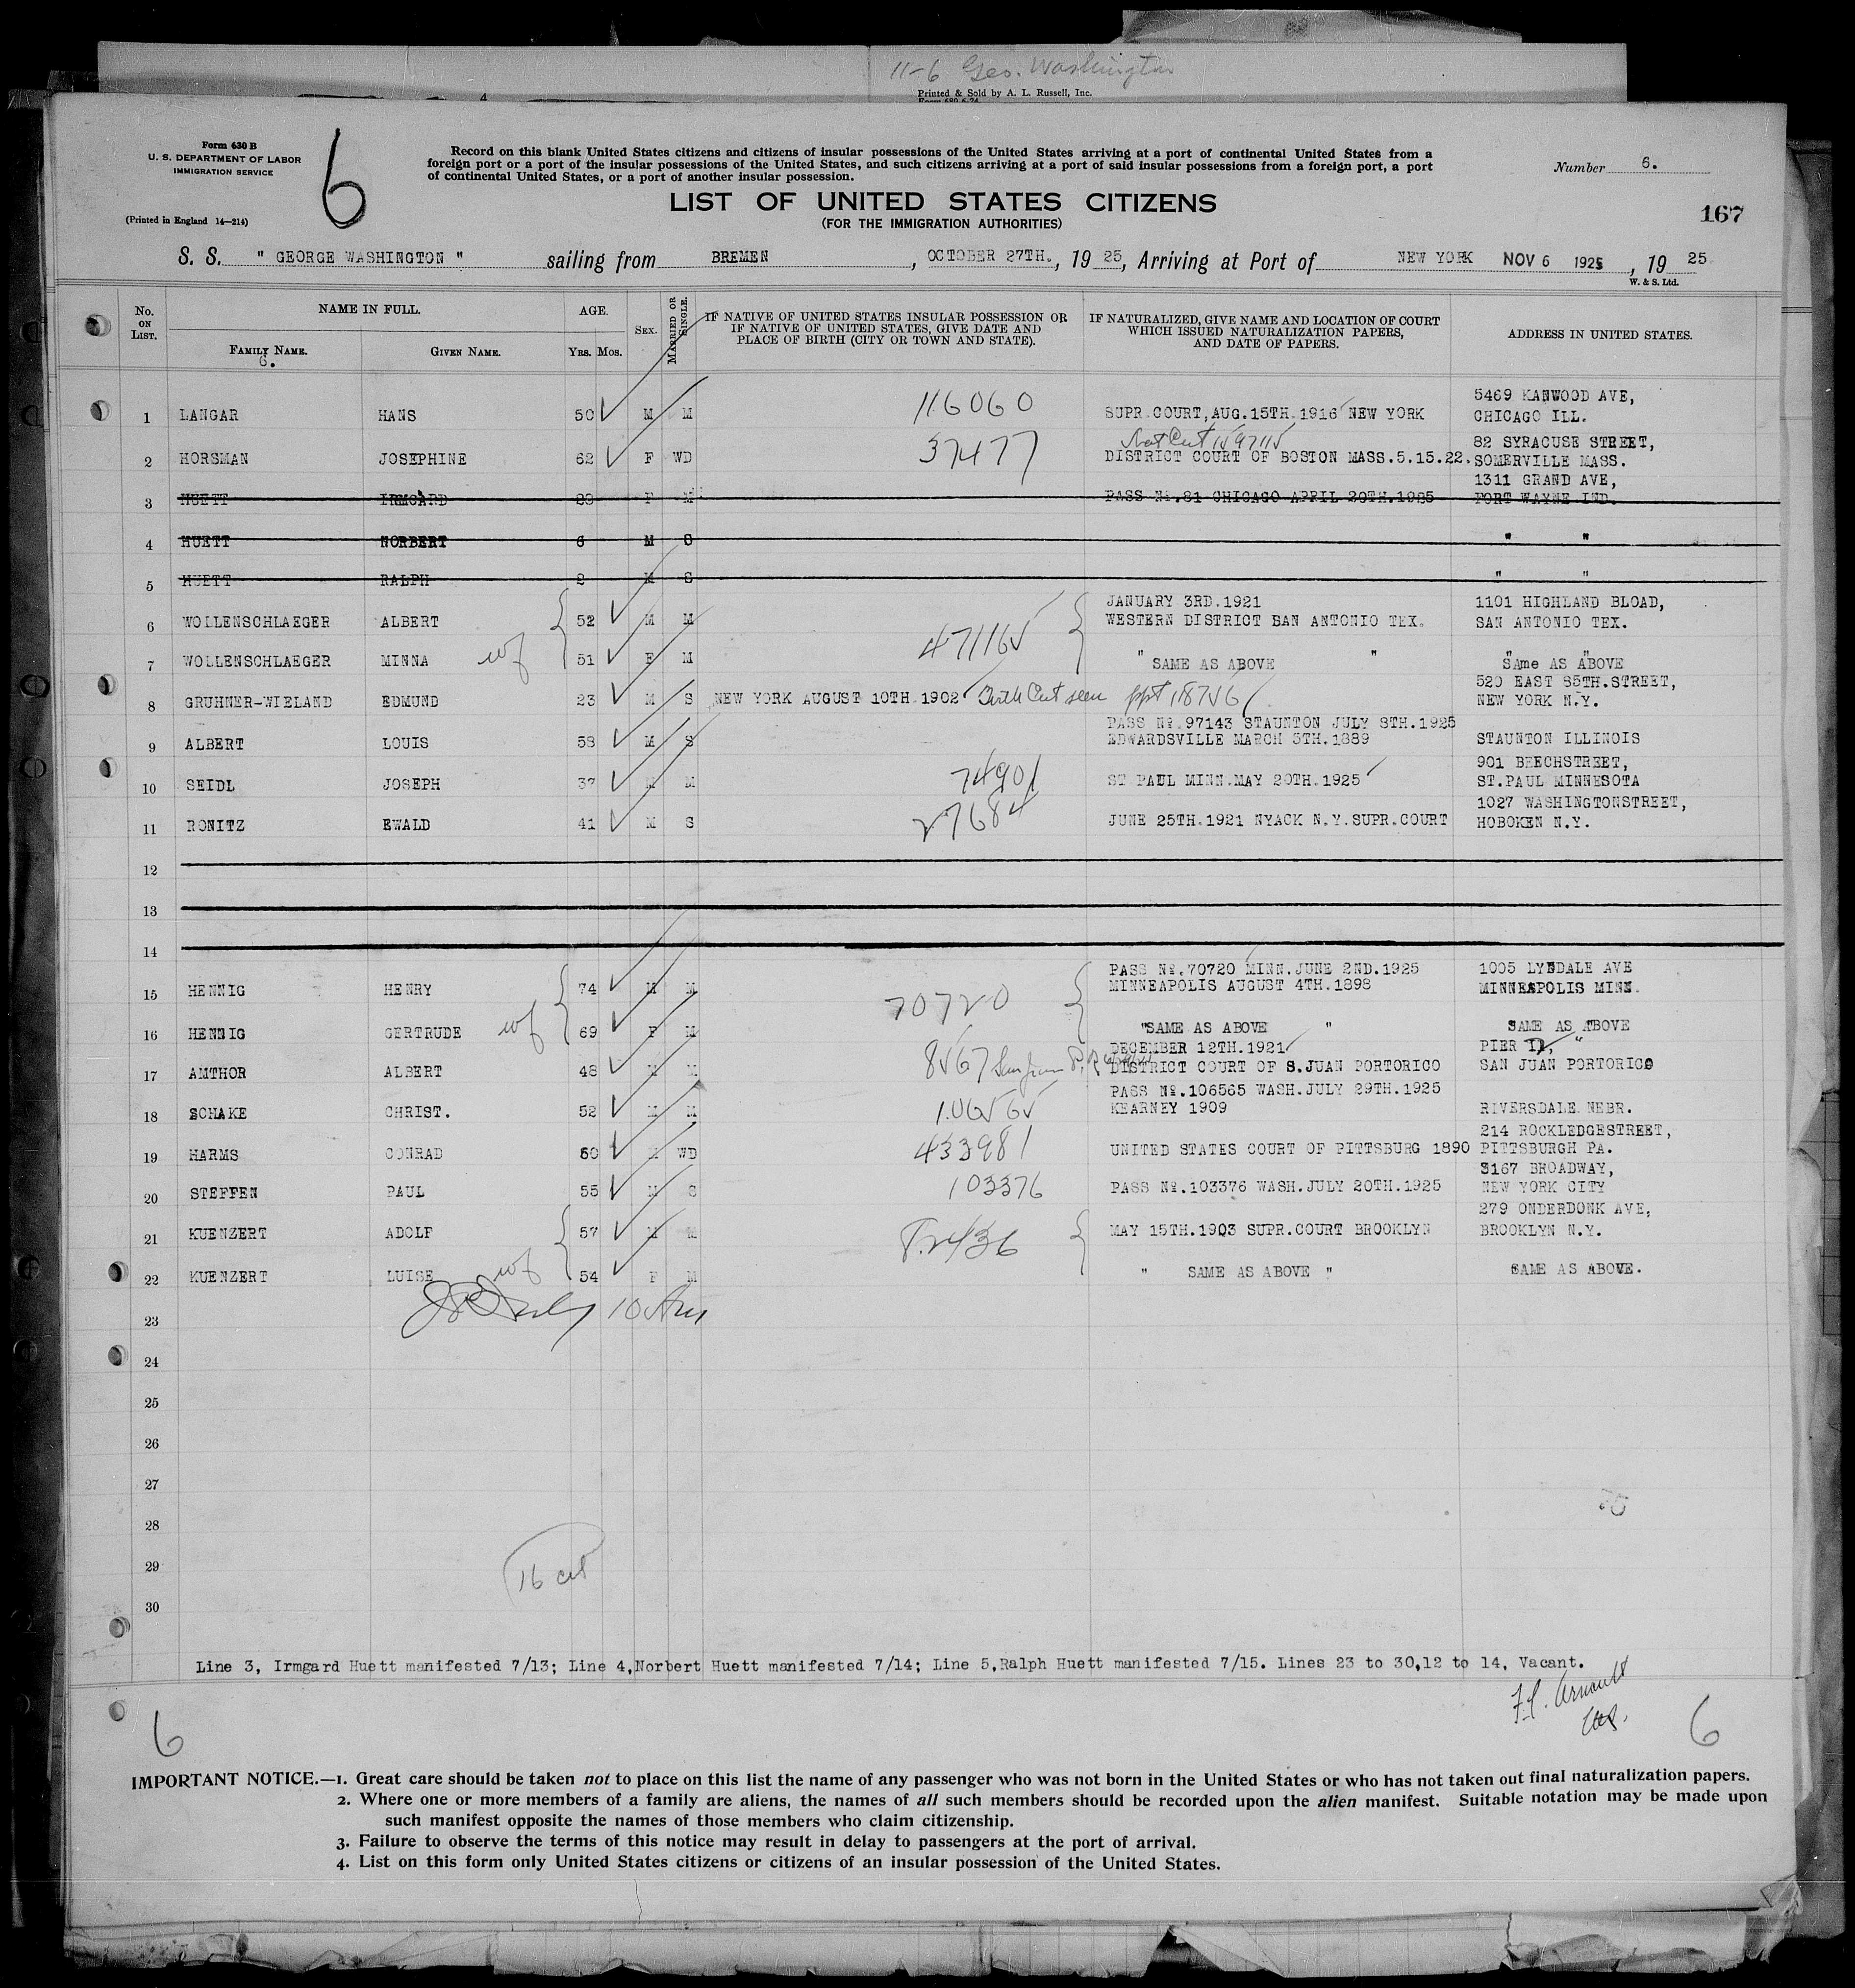 11-6 Geo. Washington
Printed & Sold by A. L. Russell, Inc.
Form 630 B
U. S. DEPARTMENT OF LABOR
IMMIGRATION SERVICE
(Printed in England 14—214)
6
Record on this blank United States citizens and citizens of insular possessions of the United States arriving at a port of continental United States from a
foreign port or a port of the insular possessions of the United States, and such citizens arriving at a port of said insular possessions from a foreign port, a port
of continental United States, or a port of another insular possession.
Number 6.
LIST OF UNITED STATES CITIZENS
(FOR THE IMMIGRATION AUTHORITIES)
167
S. S. " GEORGE WASHINGTON " sailing from BREMEN, OCTOBER 27TH., 19 25, Arriving at Port of NEW YORK NOV 6 1925, 19 25
W. & S. Ltd.
No. ON LIST.
NAME IN FULL.
FAMILY NAME.
6.
GIVEN NAME.
AGE.
YRS. MOS.
SEX.
MARRIED OR SINGLE.
IF NATIVE OF UNITED STATES INSULAR POSSESSION OR
IF NATIVE OF UNITED STATES, GIVE DATE AND
PLACE OF BIRTH (CITY OR TOWN AND STATE).
IF NATURALIZED, GIVE NAME AND LOCATION OF COURT
WHICH ISSUED NATURALIZATION PAPERS,
AND DATE OF PAPERS.
ADDRESS IN UNITED STATES.
5469 KANWOOD AVE,
1 LANGAR HANS 50 M M 116060 SUPR.COURT,AUG.15TH.1916 NEW YORK CHICAGO ILL.
Nat Cert 1597115 82 SYRACUSE STREET,
2 HORSMAN JOSEPHINE 62 F WD 37477 DISTRICT COURT OF BOSTON MASS.5.15.22. SOMERVILLE MASS.
1311 GRAND AVE,
3 HUETT IRMGARD F M PASS No.81 CHICAGO APRIL 20TH.1925 FORT WAYNE IND.
4 HUETT NORBERT 6 M S " "
5 HUETT RALPH 2 M S " "
JANUARY 3RD.1921 1101 HIGHLAND BLOAD,
6 WOLLENSCHLAEGER ALBERT 52 M M WESTERN DISTRICT SAN ANTONIO TEX. SAN ANTONIO TEX.
471165
7 WOLLENSCHLAEGER MINNA wf 51 F M " SAME AS ABOVE " "SAme AS ABOVE"
520 EAST 85TH.STREET,
8 GRUHNER-WIELAND EDMUND 23 M S NEW YORK AUGUST 10TH.1902 Birth Cert seen ppt 118756 NEW YORK N.Y.
PASS No.97143 STAUNTON JULY 8TH.1925
9 ALBERT LOUIS 58 M S EDWARDSVILLE MARCH 5TH.1889 STAUNTON ILLINOIS
901 BEECHSTREET,
10 SEIDL JOSEPH 37 M M 74901 ST PAUL MINN.MAY 20TH.1925 ST.PAUL MINNESOTA
1027 WASHINGTONSTREET,
11 RONITZ EWALD 41 M S 27684 JUNE 25TH.1921 NYACK N.Y.SUPR.COURT HOBOKEN N.Y.
12
13
14
PASS No.70720 MINN.JUNE 2ND.1925 1005 LYNDALE AVE
15 HENNIG HENRY 74 M M MINNEAPOLIS AUGUST 4TH.1898 MINNEAPOLIS MINN.
70720
16 HENNIG GERTRUDE wf 69 F M "SAME AS ABOVE " SAME AS ABOVE
DECEMBER 12TH.1921 PIER II, "
17 AMTHOR ALBERT 48 M M 8567 San Juan P.R. DISTRICT COURT OF S.JUAN PORTORICO SAN JUAN PORTORICO
PASS No.106565 WASH.JULY 29TH.1925
18 SCHAKE CHRIST. 52 M M 106565 KEARNEY 1909 RIVERSDALE NEBR.
214 ROCKLEDGESTREET,
19 HARMS CONRAD 60 M WD 433981 UNITED STATES COURT OF PITTSBURG 1890 PITTSBURGH PA.
3167 BROADWAY,
20 STEFFEN PAUL 55 M S 103376 PASS No.103376 WASH.JULY 20TH.1925 NEW YORK CITY
279 ONDERDONK AVE,
21 KUENZERT ADOLF 57 M M MAY 15TH.1903 SUPR.COURT BROOKLYN BROOKLYN N.Y.
22 KUENZERT LUISE wf 54 F M " SAME AS ABOVE " SAME AS ABOVE.
23
24
25
26
27
28
29
30
16 cit
Line 3, Irmgard Huett manifested 7/13; Line 4,Norbert Huett manifested 7/14; Line 5,Ralph Huett manifested 7/15. Lines 23 to 30,12 to 14, Vacant.
F.P. Arnault
6 6
IMPORTANT NOTICE.—1. Great care should be taken not to place on this list the name of any passenger who was not born in the United States or who has not taken out final naturalization papers.
2. Where one or more members of a family are aliens, the names of all such members should be recorded upon the alien manifest. Suitable notation may be made upon
such manifest opposite the names of those members who claim citizenship.
3. Failure to observe the terms of this notice may result in delay to passengers at the port of arrival.
4. List on this form only United States citizens or citizens of an insular possession of the United States.